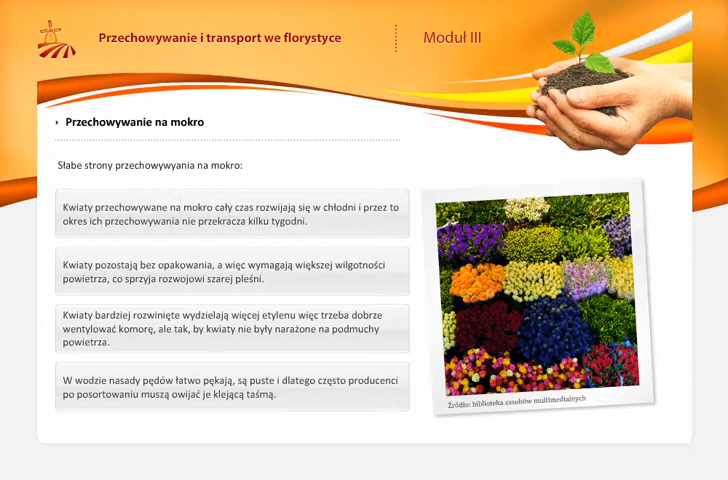 Przechowywanie i transport we florystyce
Moduł III
Przechowywanie na mokro
Słabe strony przechowywyania na mokro:
Kwiaty przechowywane na mokro cały czas rozwijają się w chłodni i przez to
okres ich przechowywania nie przekracza kilku tygodni.
Kwiaty pozostają bez opakowania, a więc wymagają większej wilgotności
powietrza, co sprzyja rozwojowi szarej pleśni.
Kwiaty bardziej rozwinięte wydzielają więcej etylenu więc trzeba dobrze
wentylować komorę, ale tak, by kwiaty nie były narażone na podmuchy
powietrza.
W wodzie nasady pędów łatwo pękają, są puste i dlatego często producenci
po posortowaniu muszą owijać je klejącą taśmą.
Źródło: biblioteka zasobów multimedialnych